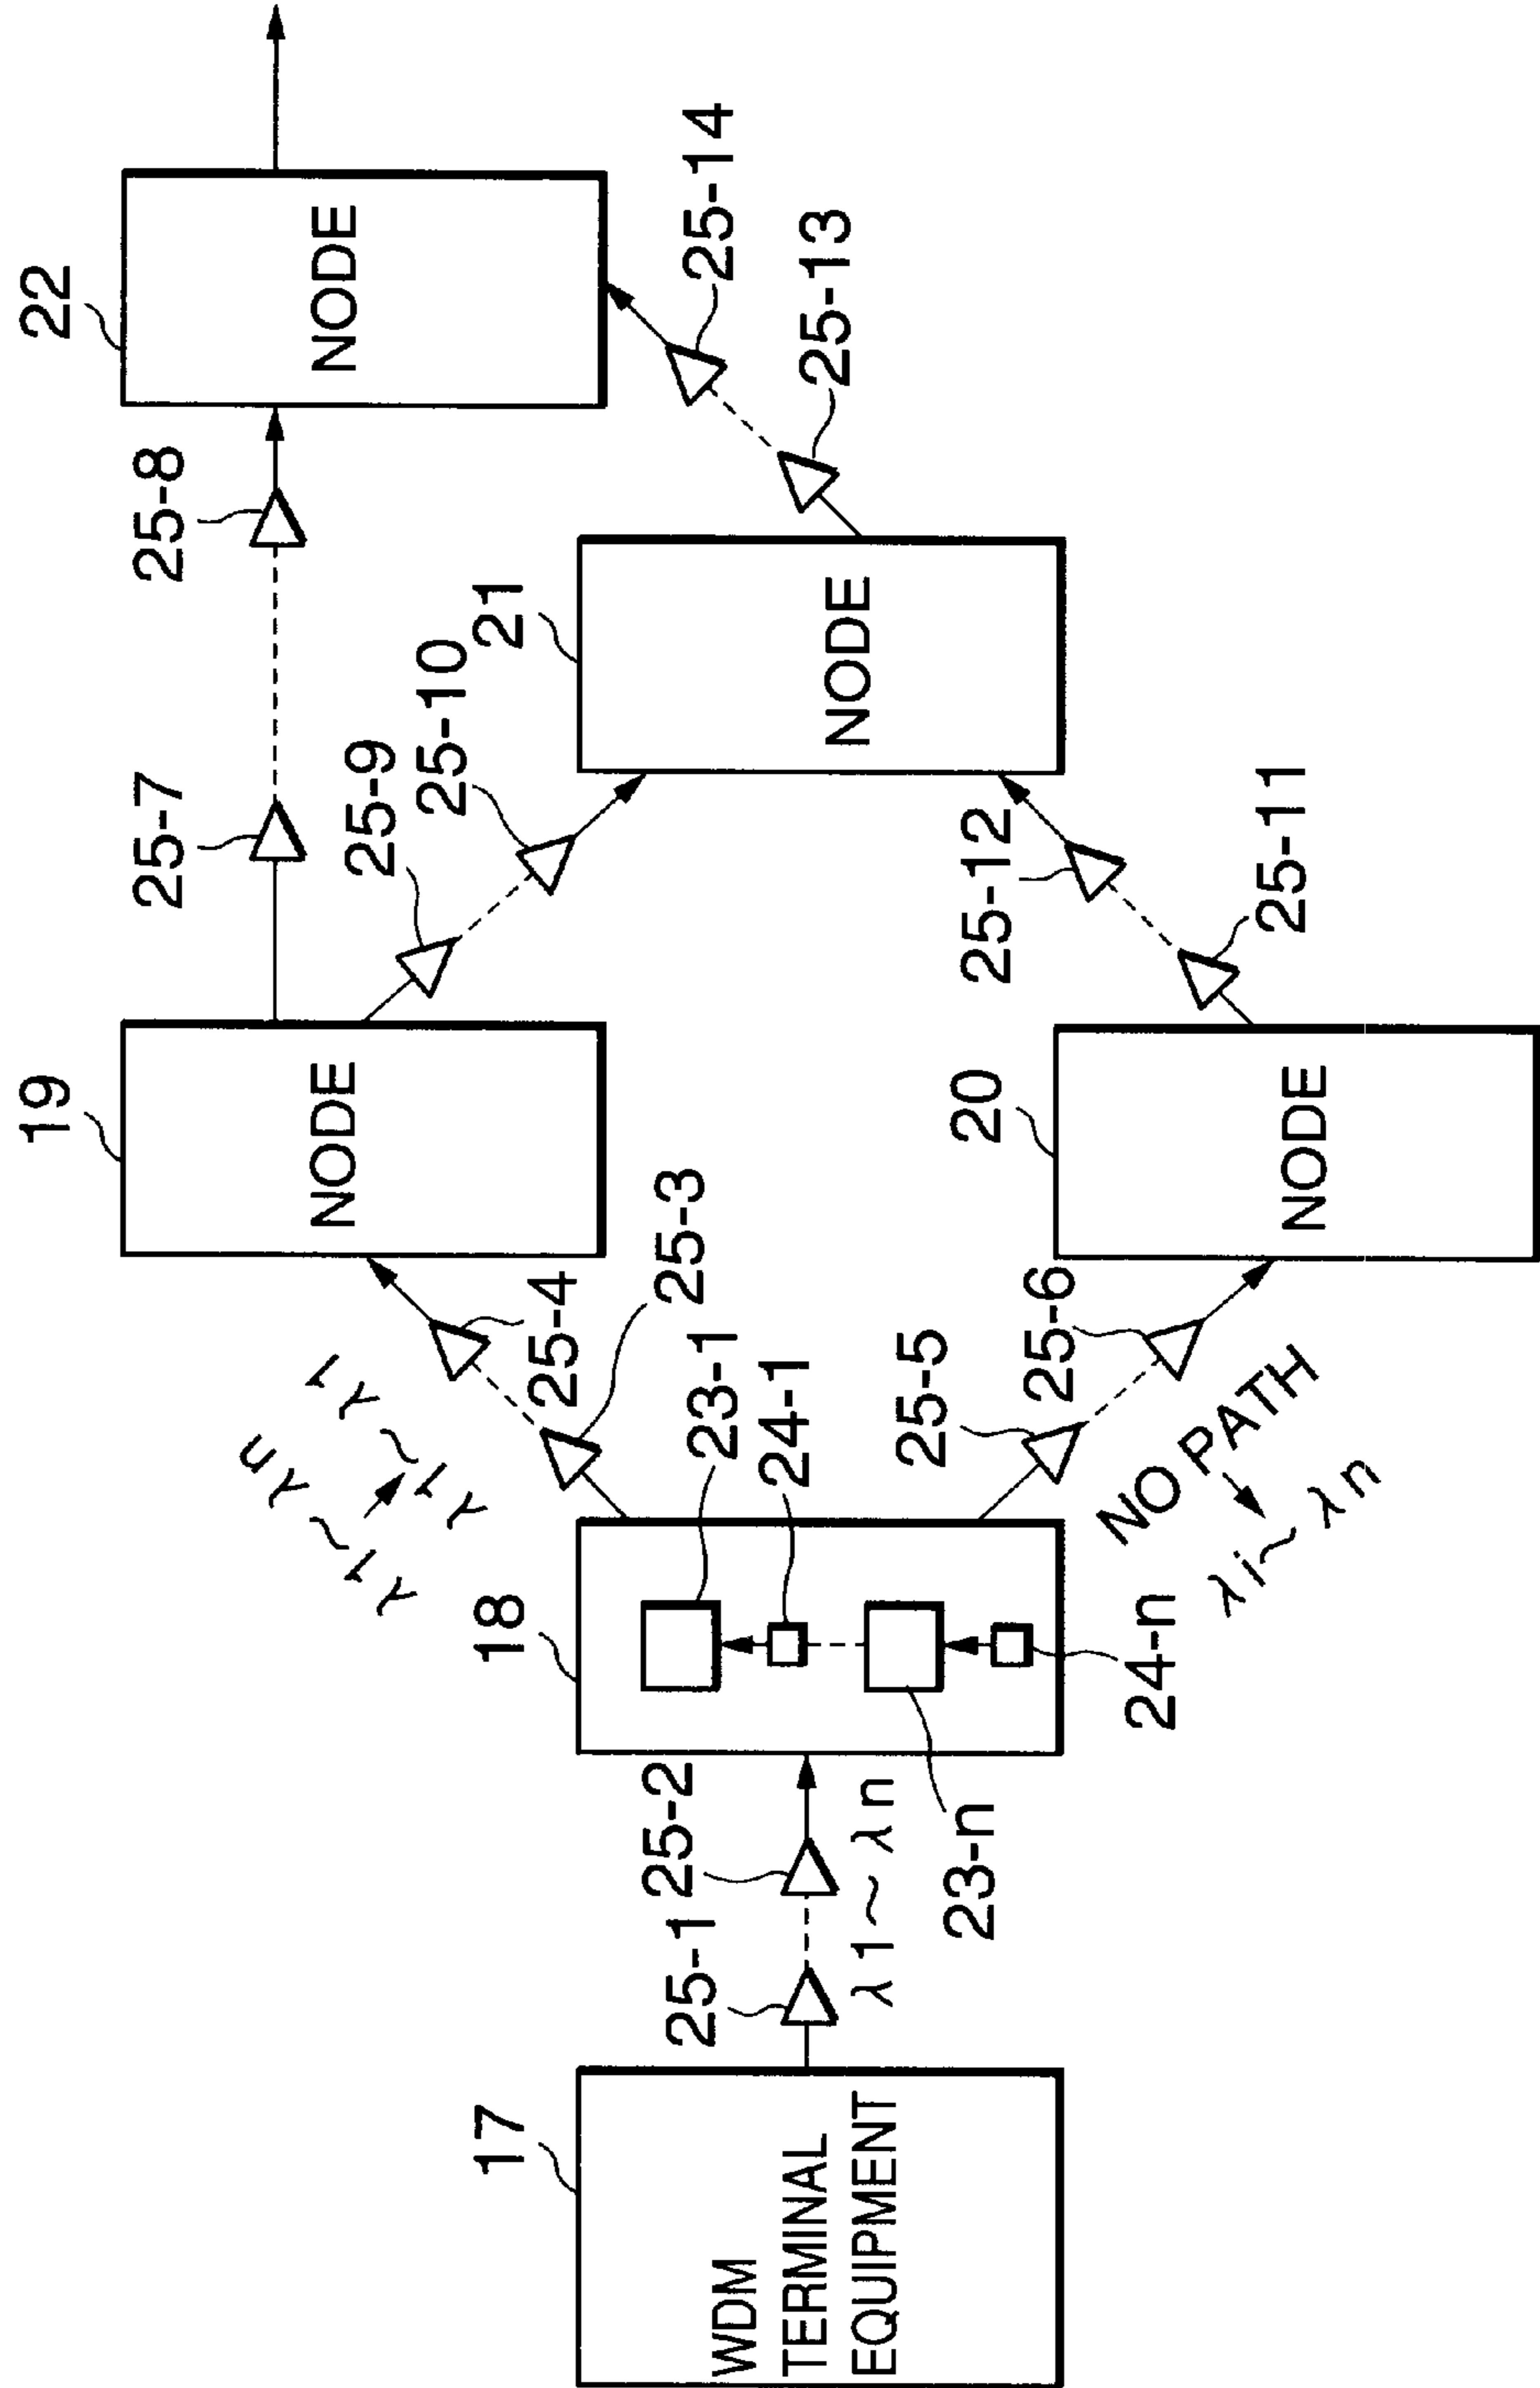 17
WDM
TERMINAL
EQUIPMENT
25-1
25-2
λ1~λn
18
23-1
24-1
23-n
24-n
λ1~λn
λ1~λ1
25-3
25-4
25-5
25-6
NO PATH
λi~λn
19
NODE
20
NODE
25-7
25-8
25-9
25-10
25-11
25-12
21
NODE
25-13
25-14
22
NODE